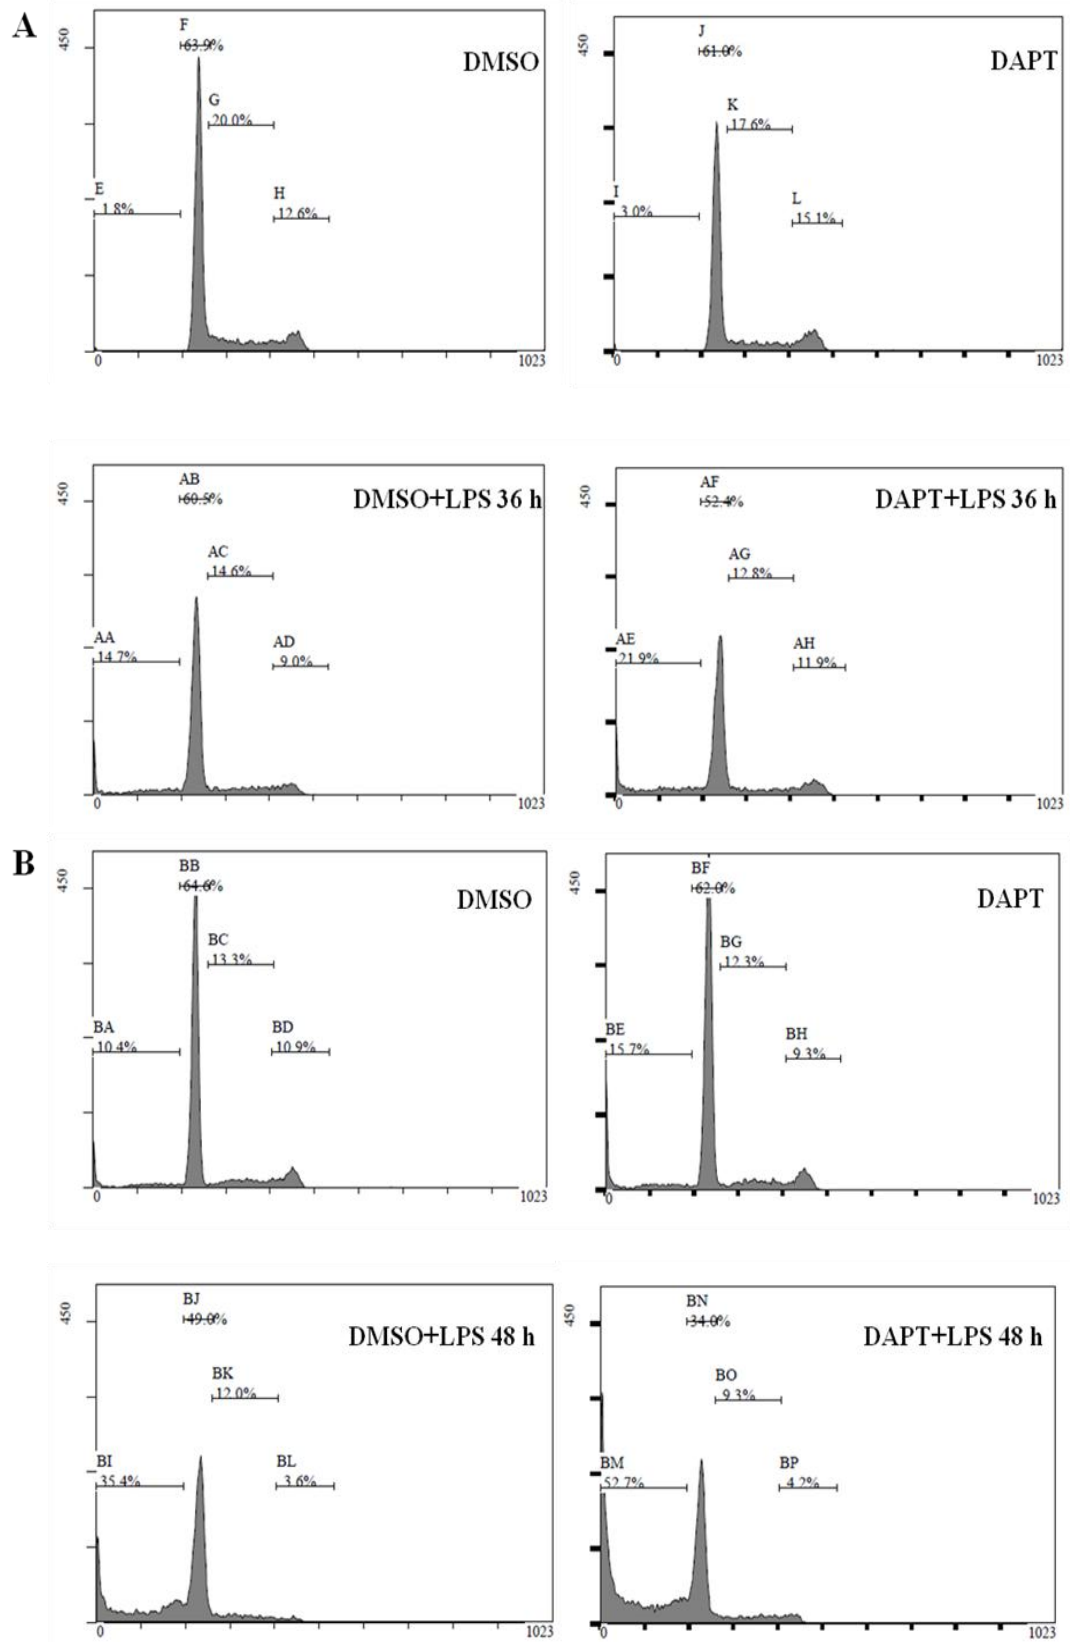 A
450
F
63.9%
DMSO
G
20.0%
E
1.8%
H
12.6%
0
1023
450
J
61.0%
DAPT
K
17.6%
I
3.0%
L
15.1%
0
1023
450
AB
60.5%
DMSO+LPS 36 h
AC
14.6%
AA
14.7%
AD
9.0%
0
1023
450
AF
52.4%
DAPT+LPS 36 h
AG
12.8%
AE
21.9%
AH
11.9%
0
1023
B
450
BB
64.6%
DMSO
BC
13.3%
BA
10.4%
BD
10.9%
0
1023
450
BF
62.0%
DAPT
BG
12.3%
BE
15.7%
BH
9.3%
0
1023
450
BJ
49.0%
DMSO+LPS 48 h
BK
12.0%
BI
35.4%
BL
3.6%
0
1023
450
BN
34.0%
DAPT+LPS 48 h
BO
9.3%
BM
52.7%
BP
4.2%
0
1023